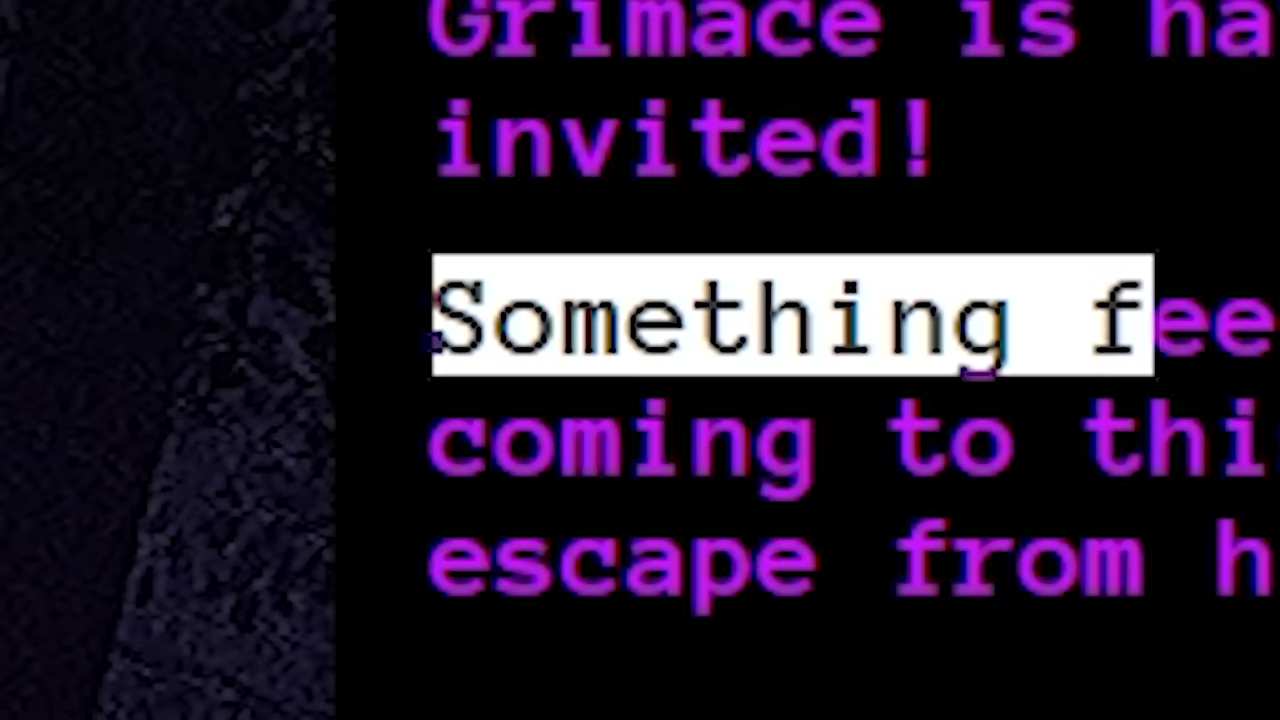 Grimace is ha
invited!
Something fee
coming to thi
escape from h